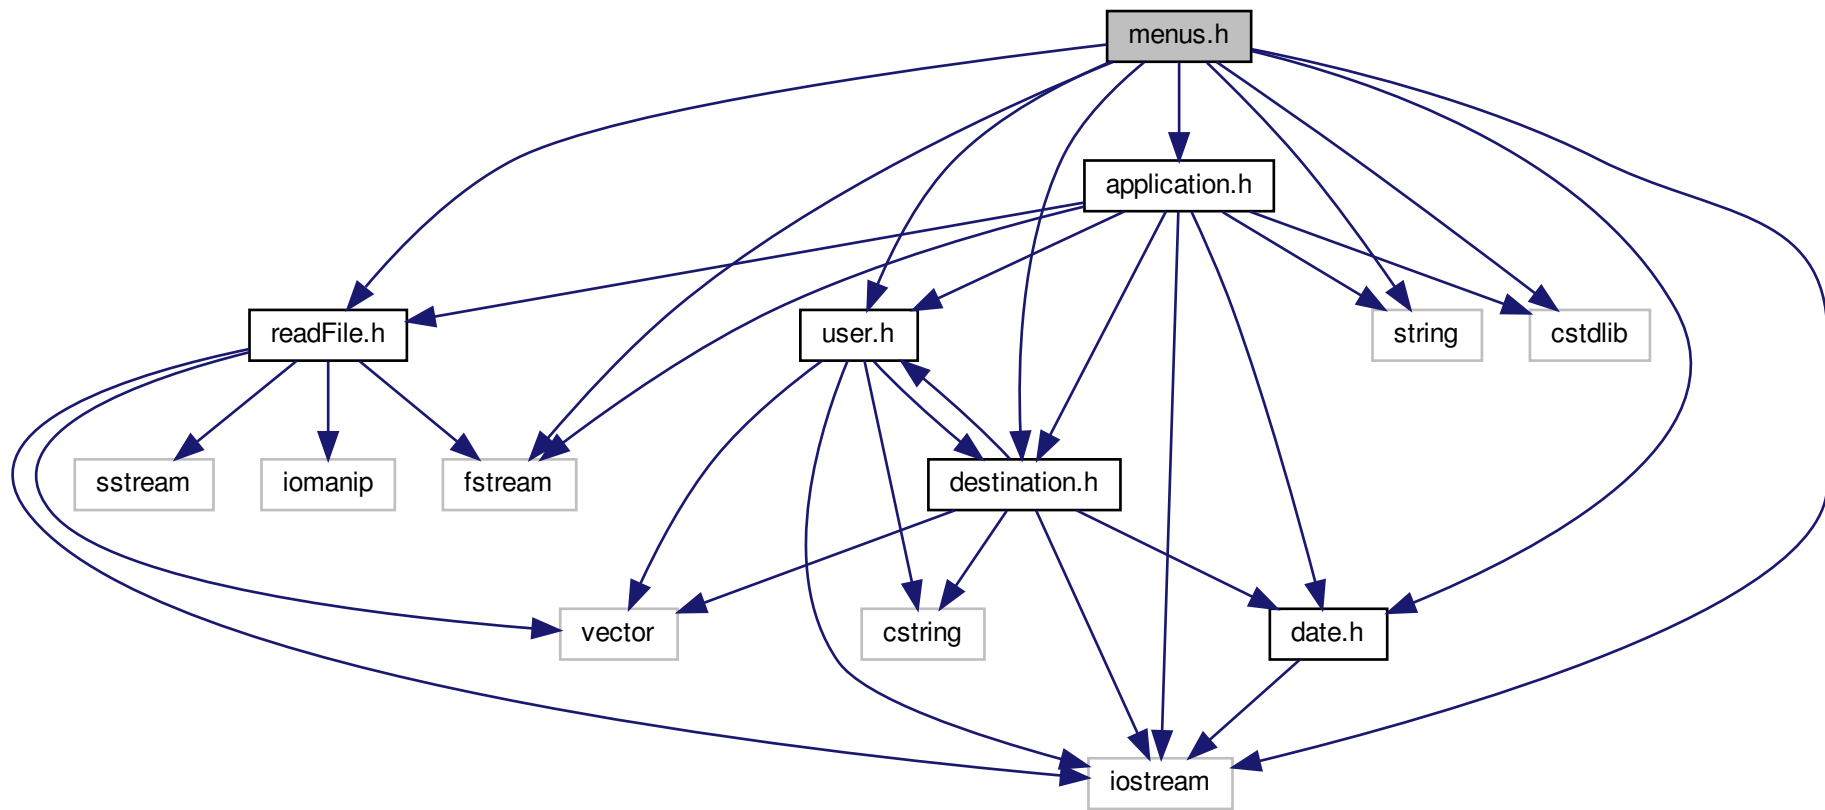 menus.h
application.h
readFile.h
user.h
string
cstdlib
sstream
iomanip
fstream
destination.h
vector
cstring
date.h
iostream